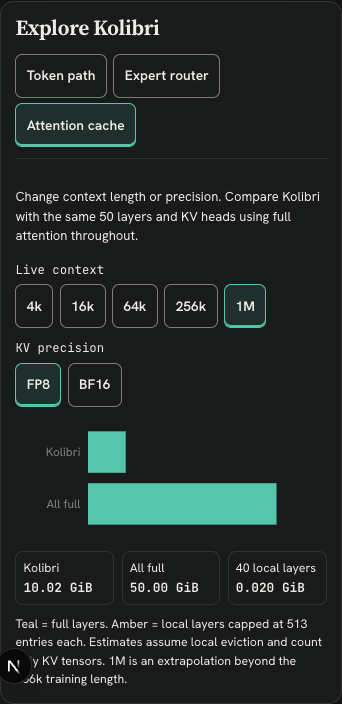 Explore Kolibri
Token path
Expert router
Attention cache
Change context length or precision. Compare Kolibri
with the same 50 layers and KV heads using full
attention throughout.
Live context
4k
16k
64k
256k
1M
KV precision
FP8
BF16
Kolibri
All full
Kolibri
10.02 GiB
All full
50.00 GiB
40 local layers
0.020 GiB
Teal = full layers. Amber = local layers capped at 513
entries each. Estimates assume local eviction and count
KV tensors. 1M is an extrapolation beyond the
training length.
N